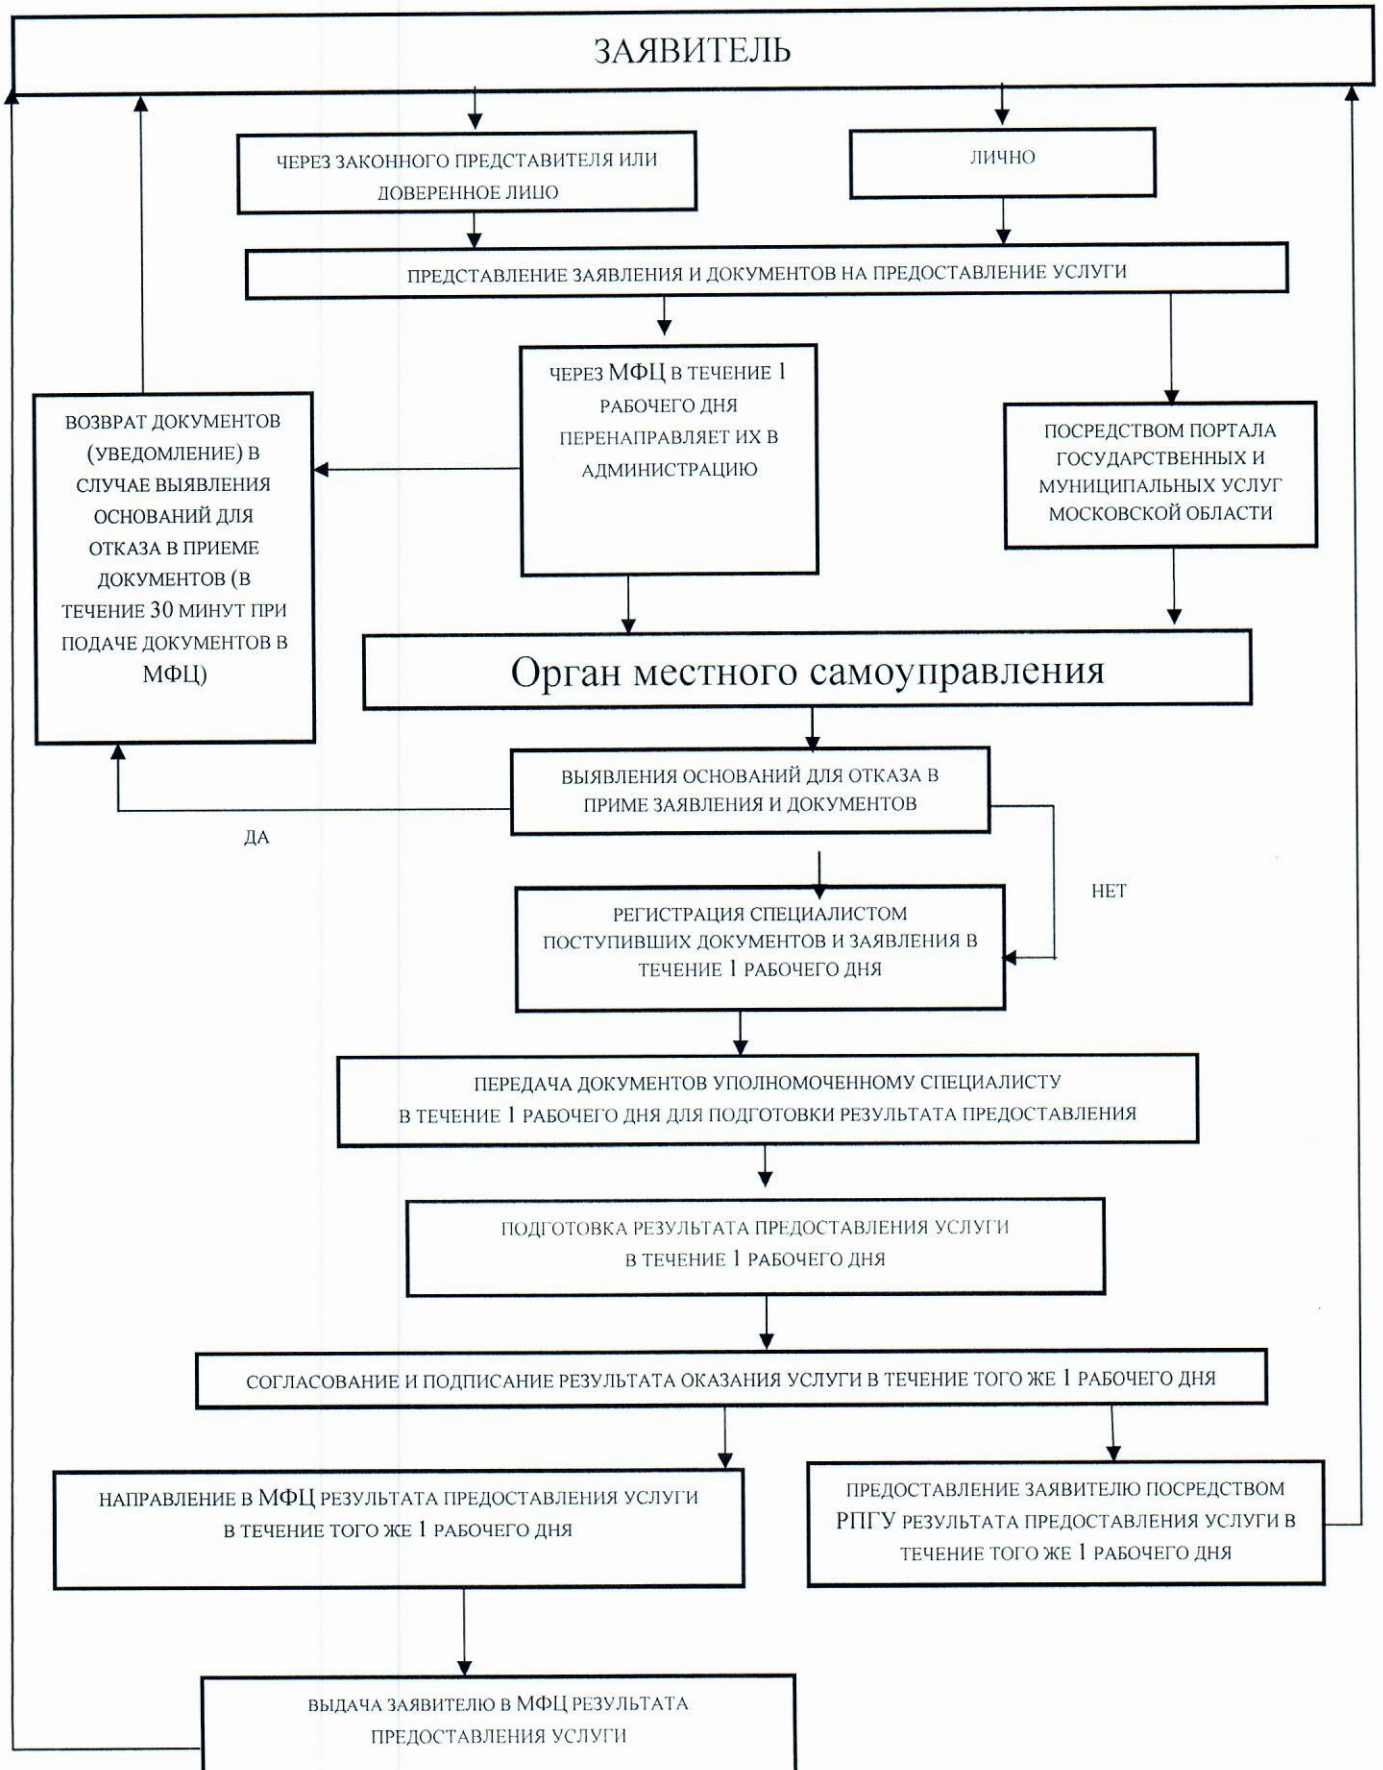 ЗАЯВИТЕЛЬ
ЧЕРЕЗ ЗАКОННОГО ПРЕДСТАВИТЕЛЯ ИЛИ
ДОВЕРЕННОЕ ЛИЦО
ЛИЧНО
ПРЕДСТАВЛЕНИЕ ЗАЯВЛЕНИЯ И ДОКУМЕНТОВ НА ПРЕДОСТАВЛЕНИЕ УСЛУГИ
ЧЕРЕЗ МФЦ В ТЕЧЕНИЕ 1
РАБОЧЕГО ДНЯ
ПЕРЕНАПРАВЛЯЕТ ИХ В
АДМИНИСТРАЦИЮ
ВОЗВРАТ ДОКУМЕНТОВ
(УВЕДОМЛЕНИЕ) В
СЛУЧАЕ ВЫЯВЛЕНИЯ
ОСНОВАНИЙ ДЛЯ
ОТКАЗА В ПРИЕМЕ
ДОКУМЕНТОВ (В
ТЕЧЕНИЕ 30 МИНУТ ПРИ
ПОДАЧЕ ДОКУМЕНТОВ В
МФЦ)
ПОСРЕДСТВОМ ПОРТАЛА
ГОСУДАРСТВЕННЫХ И
МУНИЦИПАЛЬНЫХ УСЛУГ
МОСКОВСКОЙ ОБЛАСТИ
Орган местного самоуправления
ВЫЯВЛЕНИЯ ОСНОВАНИЙ ДЛЯ ОТКАЗА В
ПРИМЕ ЗАЯВЛЕНИЯ И ДОКУМЕНТОВ
ДА
НЕТ
РЕГИСТРАЦИЯ СПЕЦИАЛИСТОМ
ПОСТУПИВШИХ ДОКУМЕНТОВ И ЗАЯВЛЕНИЯ В
ТЕЧЕНИЕ 1 РАБОЧЕГО ДНЯ
ПЕРЕДАЧА ДОКУМЕНТОВ УПОЛНОМОЧЕННОМУ СПЕЦИАЛИСТУ
В ТЕЧЕНИЕ 1 РАБОЧЕГО ДНЯ ДЛЯ ПОДГОТОВКИ РЕЗУЛЬТАТА ПРЕДОСТАВЛЕНИЯ
ПОДГОТОВКА РЕЗУЛЬТАТА ПРЕДОСТАВЛЕНИЯ УСЛУГИ
В ТЕЧЕНИЕ 1 РАБОЧЕГО ДНЯ
СОГЛАСОВАНИЕ И ПОДПИСАНИЕ РЕЗУЛЬТАТА ОКАЗАНИЯ УСЛУГИ В ТЕЧЕНИЕ ТОГО ЖЕ 1 РАБОЧЕГО ДНЯ
НАПРАВЛЕНИЕ В МФЦ РЕЗУЛЬТАТА ПРЕДОСТАВЛЕНИЯ УСЛУГИ
В ТЕЧЕНИЕ ТОГО ЖЕ 1 РАБОЧЕГО ДНЯ
ПРЕДОСТАВЛЕНИЕ ЗАЯВИТЕЛЮ ПОСРЕДСТВОМ
РПГУ РЕЗУЛЬТАТА ПРЕДОСТАВЛЕНИЯ УСЛУГИ В
ТЕЧЕНИЕ ТОГО ЖЕ 1 РАБОЧЕГО ДНЯ
ВЫДАЧА ЗАЯВИТЕЛЮ В МФЦ РЕЗУЛЬТАТА
ПРЕДОСТАВЛЕНИЯ УСЛУГИ